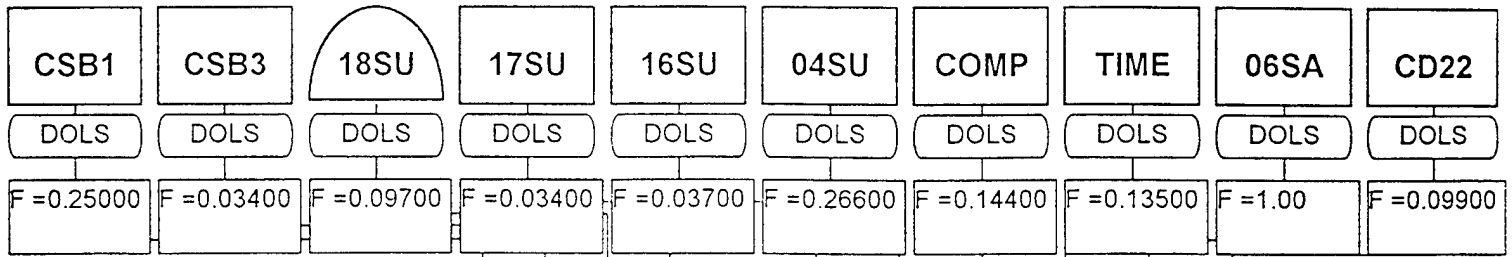 CSB1 CSB3 18SU 17SU 16SU 04SU COMP TIME 06SA CD22
DOLS DOLS DOLS DOLS DOLS DOLS DOLS DOLS DOLS DOLS
F =0.25000 F =0.03400 F =0.09700 F =0.03400 F =0.03700 F =0.26600 F =0.14400 F =0.13500 F =1.00 F =0.09900